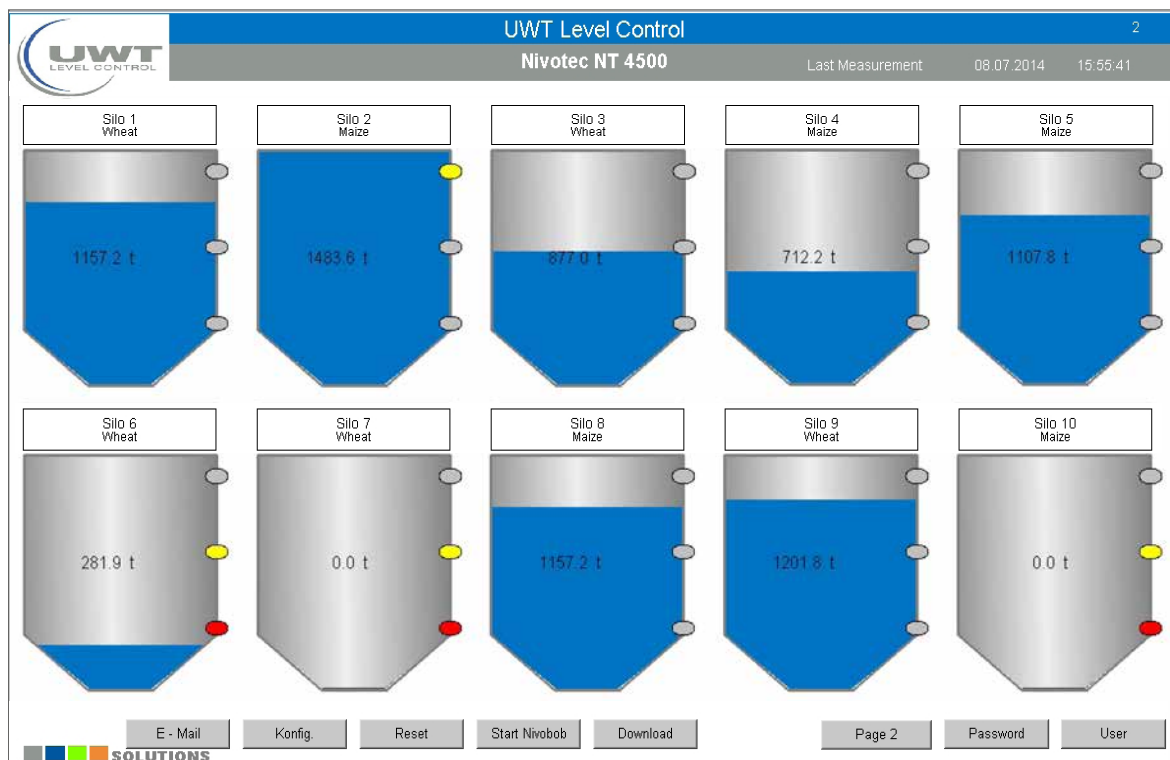 UWT Level Control 2
UWT
LEVEL CONTROL
Nivotec NT 4500 Last Measurement 08.07.2014 15:55:41
Silo 1
Wheat
Silo 2
Maize
Silo 3
Wheat
Silo 4
Maize
Silo 5
Maize
1157.2 t
1483.6 t
877.0 t
712.2 t
1107.8 t
Silo 6
Wheat
Silo 7
Wheat
Silo 8
Maize
Silo 9
Wheat
Silo 10
Maize
281.9 t
0.0 t
1157.2 t
1201.8 t
0.0 t
E - Mail
Konfig.
Reset
Start Nivobob
Download
Page 2
Password
User
SOLUTIONS